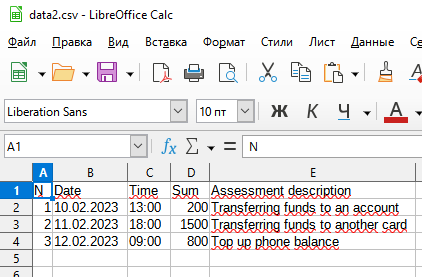 data2.csv - LibreOffice Calc
Файл Правка Вид Вставка Формат Стили Лист Данные Се
Liberation Sans 10 пт Ж К Ч А
A1 fx Σ = N
A B C D E
1 N Date Time Sum Assessment description
2 1 10.02.2023 13:00 200 Transferring funds to an account
3 2 11.02.2023 18:00 1500 Transferring funds to another card
4 3 12.02.2023 09:00 800 Top up phone balance
5
6